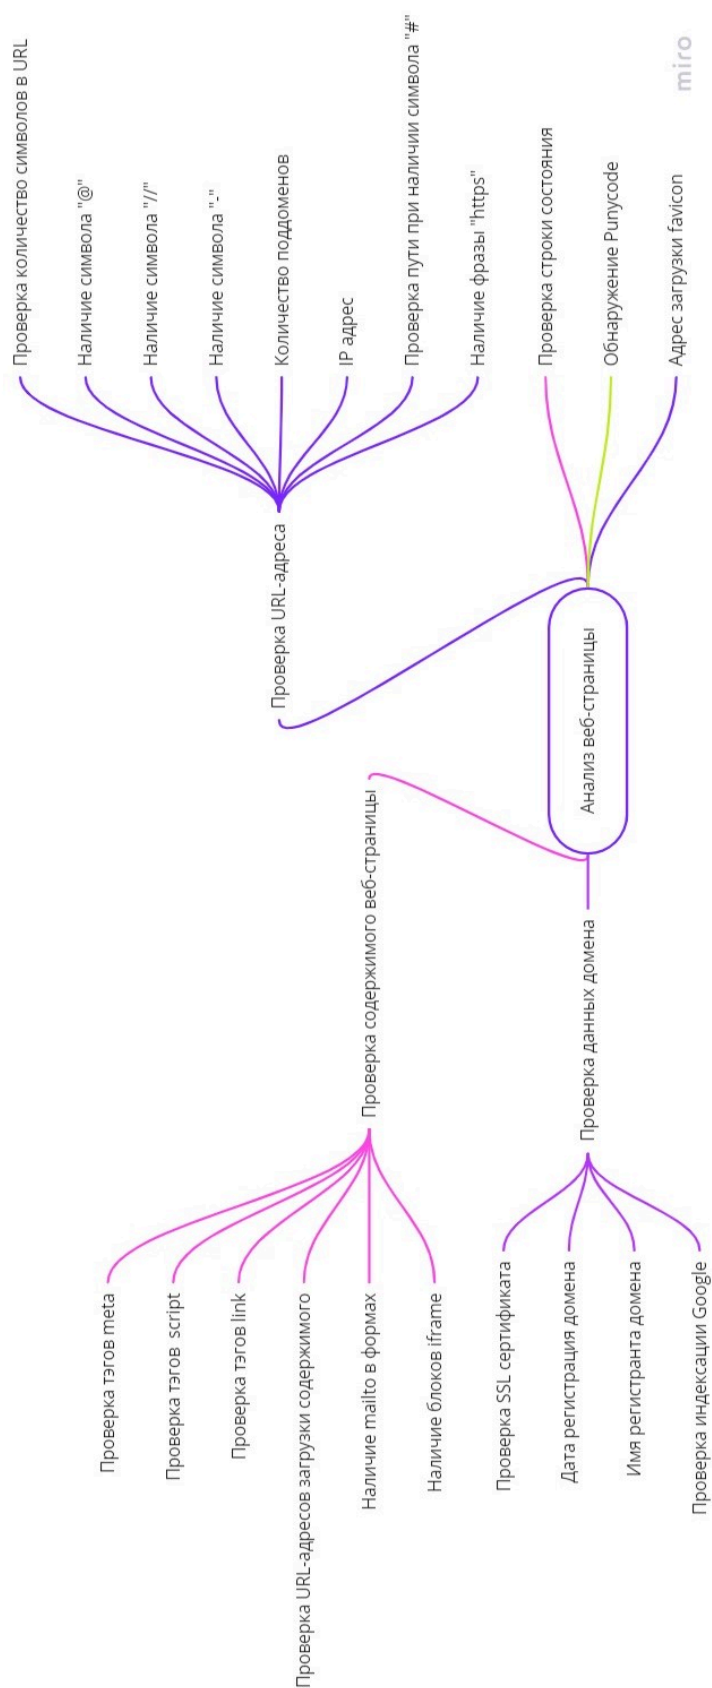 Проверка количество символов в URL
Наличие символа "@"
Наличие символа "//"
Наличие символа "-"
Количество поддоменов
IP адрес
Проверка пути при наличии символа "#"
Наличие фразы "https"
Проверка URL-адреса
Проверка строки состояния
Обнаружение Punycode
Адрес загрузки favicon
Анализ веб-страницы
Проверка содержимого веб-страницы
Проверка тэгов meta
Проверка тэгов script
Проверка тэгов link
Проверка URL-адресов загрузки содержимого
Наличие mailto в формах
Наличие блоков iframe
Проверка данных домена
Проверка SSL сертификата
Дата регистрация домена
Имя регистранта домена
Проверка индексации Google
miro